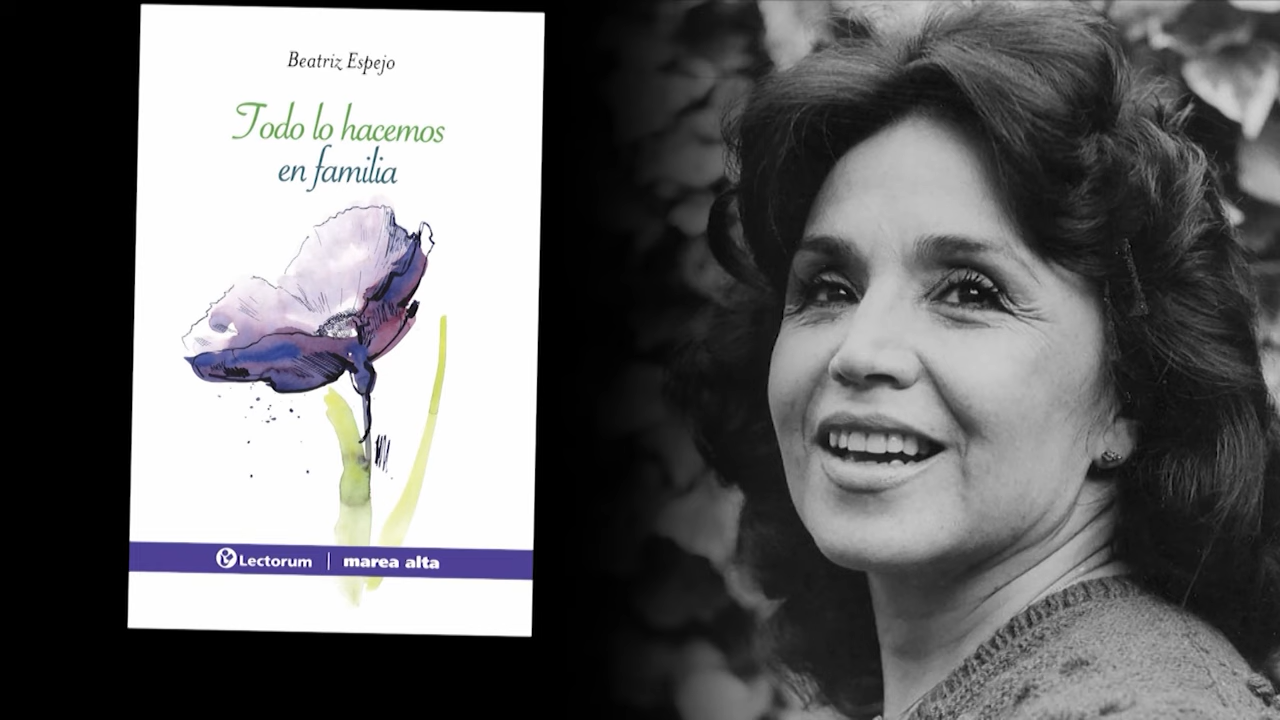 Beatriz Espejo
Todo lo hacemos
en familia
Lectorum | marea alta